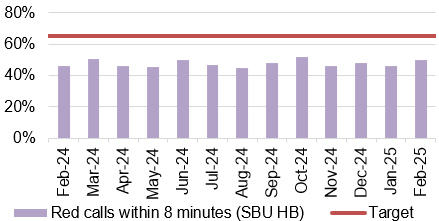 80%
60%
40%
20%
0%
Feb-24
Mar-24
Apr-24
May-24
Jun-24
Jul-24
Aug-24
Sep-24
Oct-24
Nov-24
Dec-24
Jan-25
Feb-25
Red calls within 8 minutes (SBU HB) Target